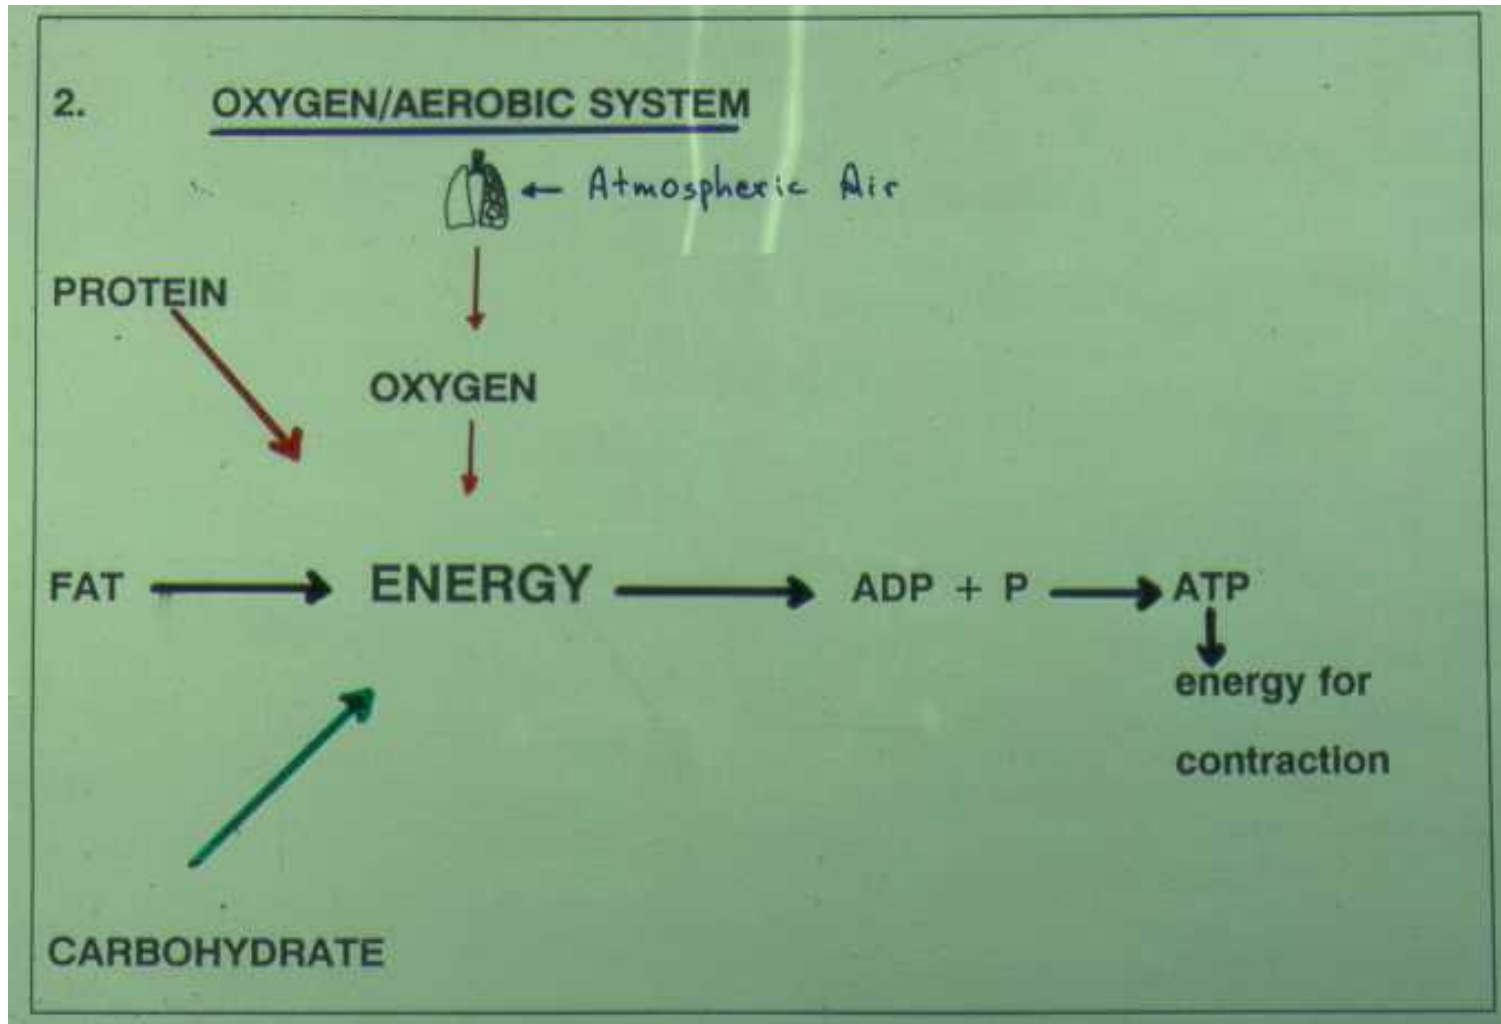 2. OXYGEN/AEROBIC SYSTEM
Atmospheric Air
PROTEIN
OXYGEN
FAT ENERGY ADP + P ATP
energy for
contraction
CARBOHYDRATE